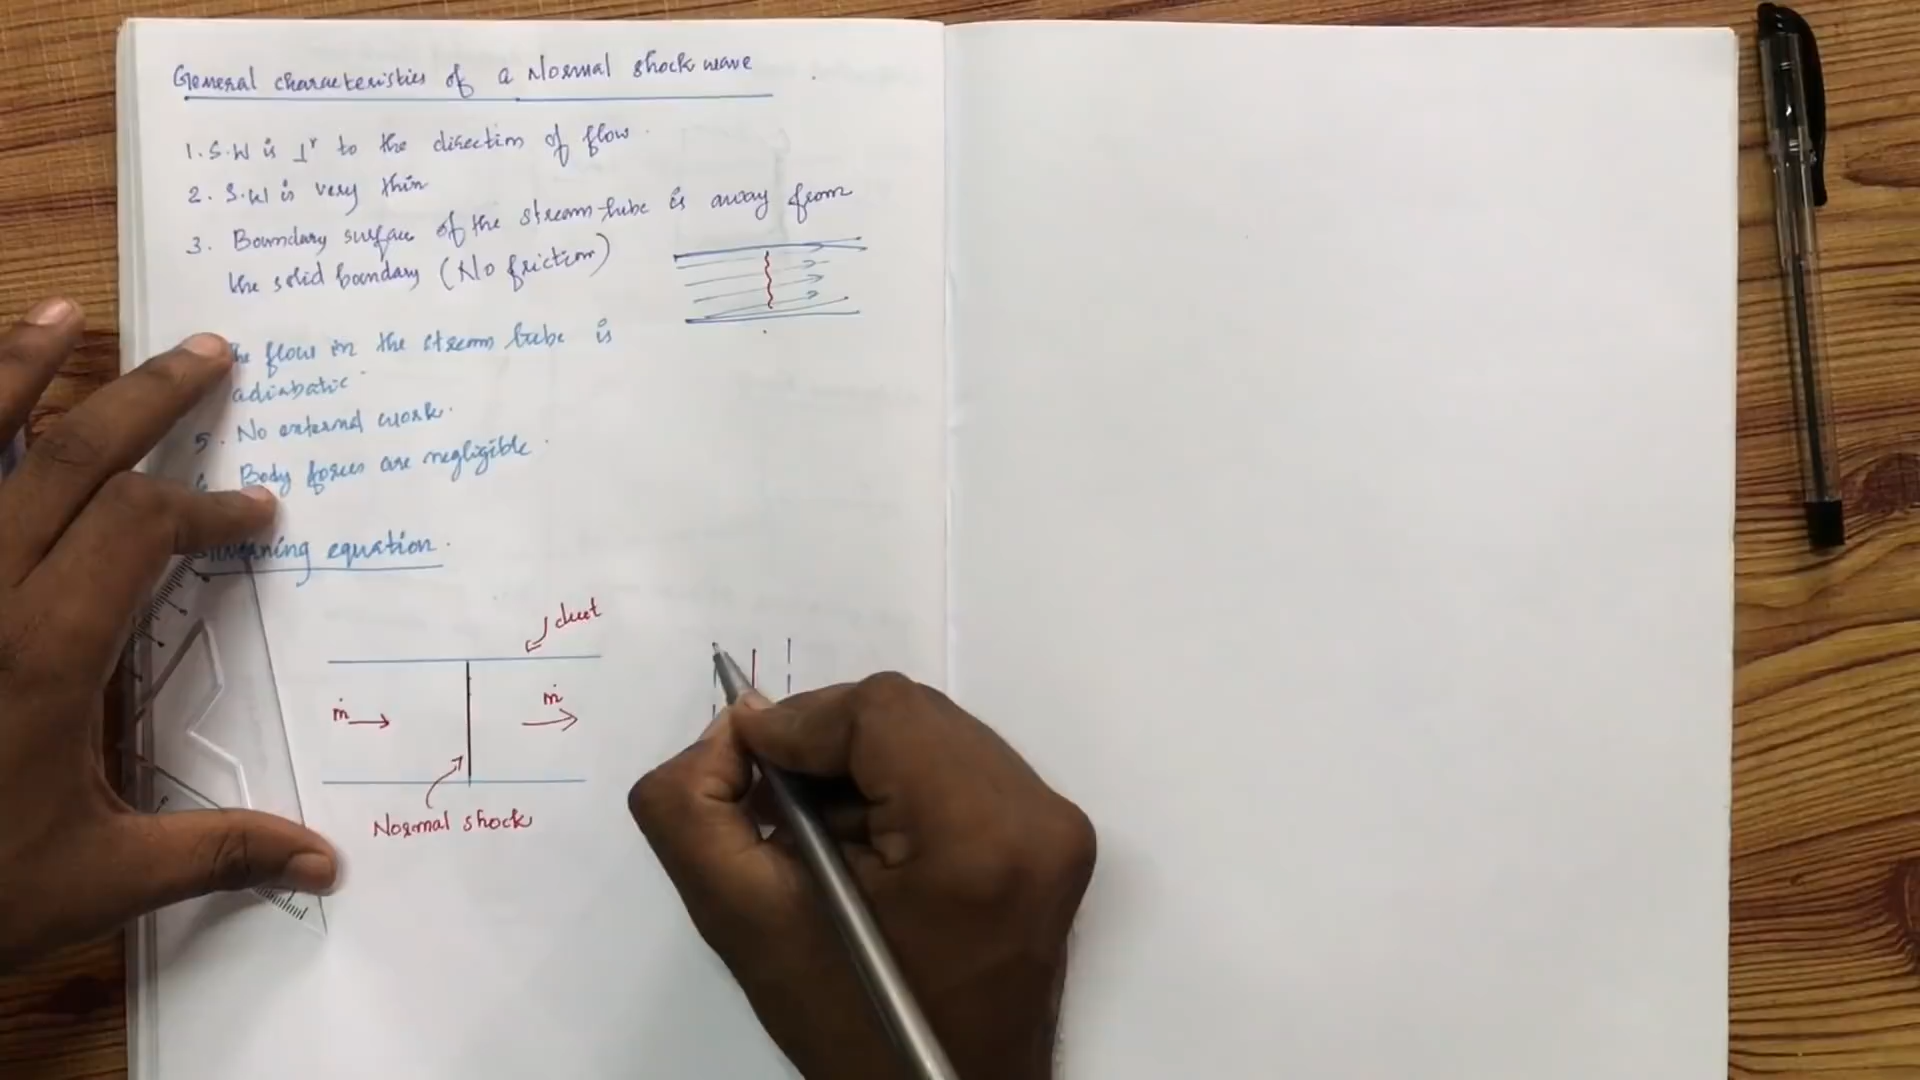 General characteristics of a Normal shock wave
1. S.W is ⊥r to the direction of flow.
2. S.W is very thin
3. Boundary surface of the stream tube is away from
the solid boundary (No friction)
he flow in the stream tube is
adiabatic
5. No external work.
Body forces are negligible.
equation.
duct
ṁ
ṁ
Normal shock